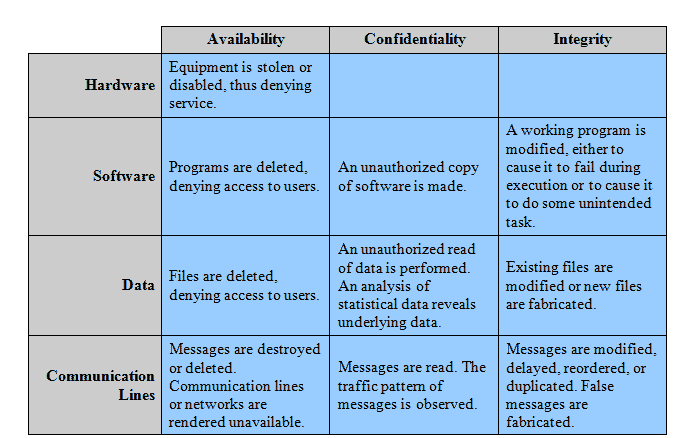 Availability Confidentiality Integrity
Hardware
Equipment is stolen or
disabled, thus denying
service.
Software
Programs are deleted,
denying access to users.
An unauthorized copy
of software is made.
A working program is
modified, either to
cause it to fail during
execution or to cause it
to do some unintended
task.
Data
Files are deleted,
denying access to users.
An unauthorized read
of data is performed.
An analysis of
statistical data reveals
underlying data.
Existing files are
modified or new files
are fabricated.
Communication
Lines
Messages are destroyed
or deleted.
Communication lines
or networks are
rendered unavailable.
Messages are read. The
traffic pattern of
messages is observed.
Messages are modified,
delayed, reordered, or
duplicated. False
messages are
fabricated.